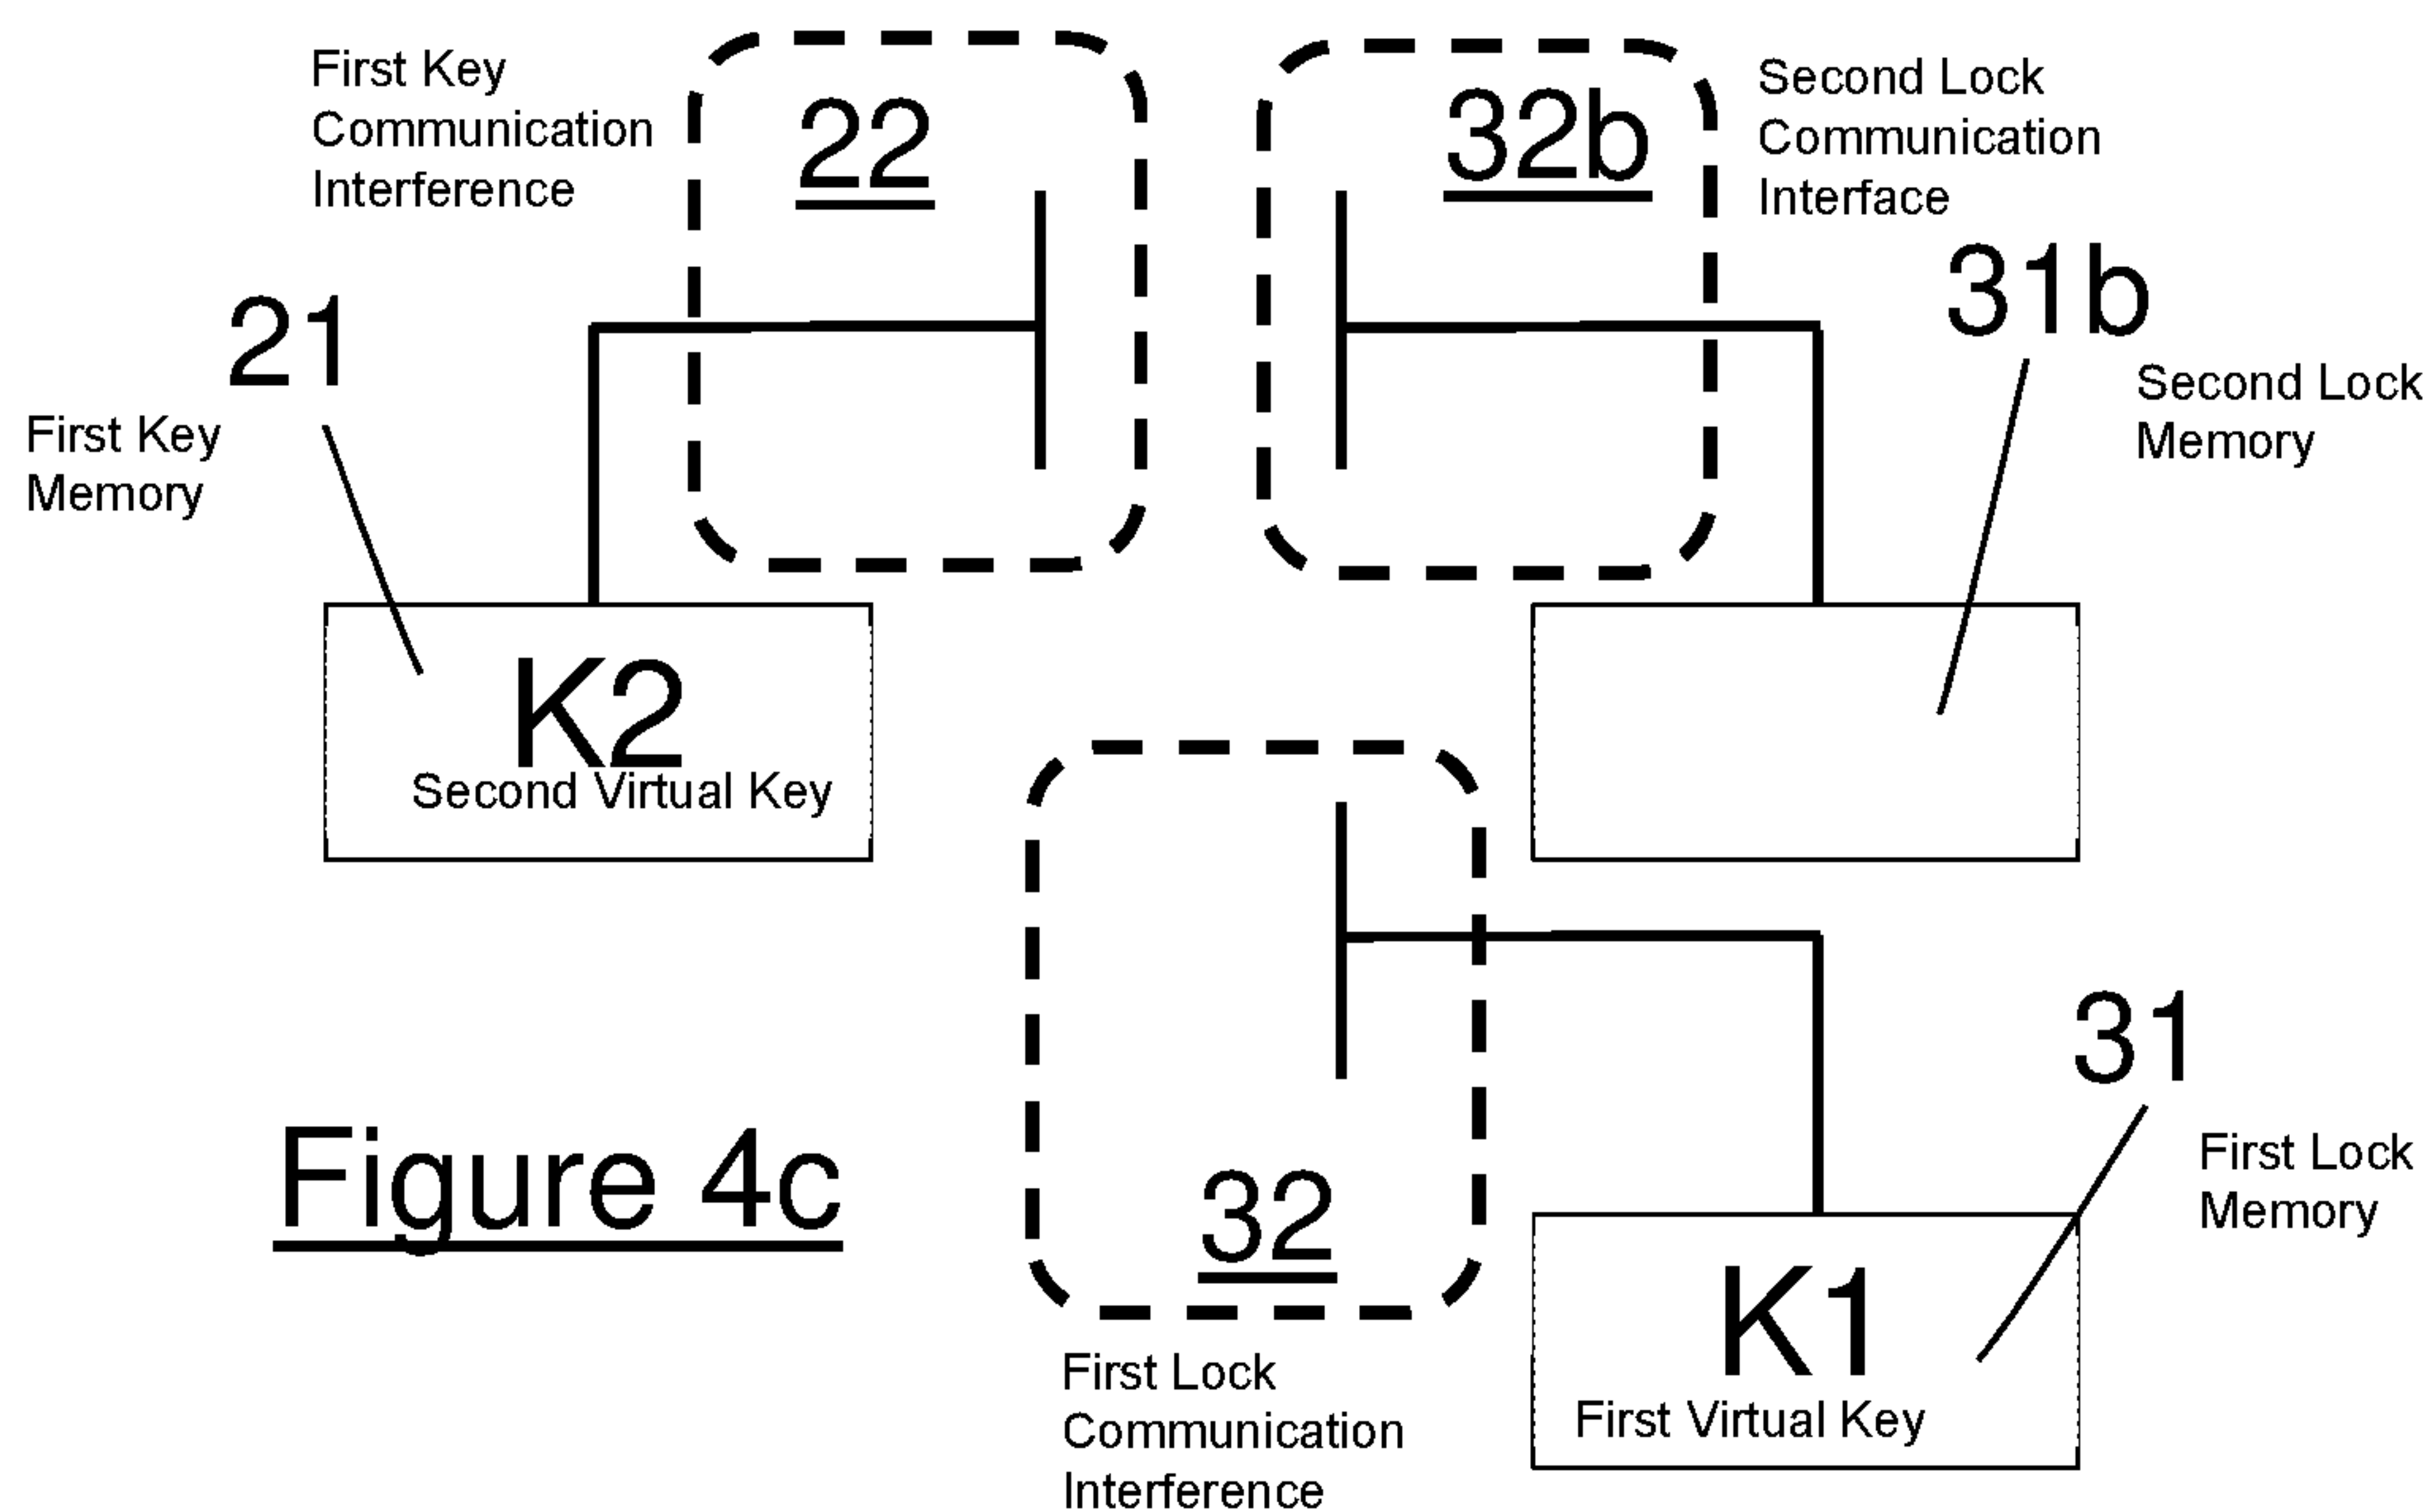 First Key
Communication
Interference
22
32b
Second Lock
Communication
Interface
21
First Key
Memory
31b
Second Lock
Memory
K2
Second Virtual Key
31
First Lock
Memory
Figure 4c
32
First Lock
Communication
Interference
K1
First Virtual Key